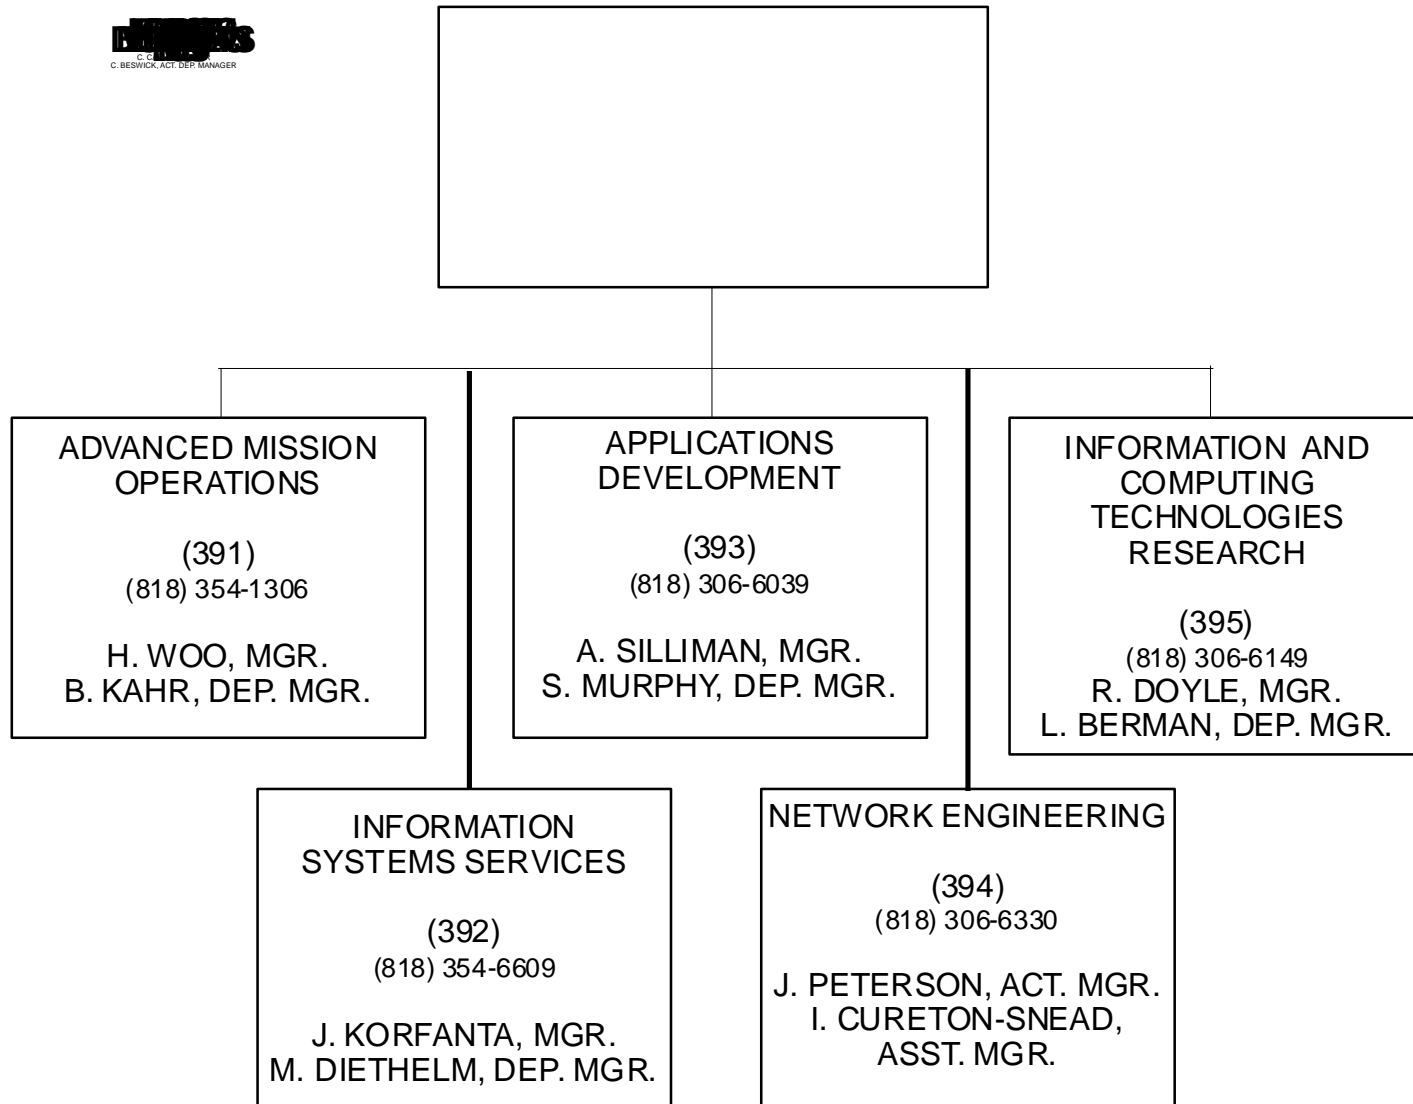 C. BESWICK, ACT. DEP. MANAGER
ADVANCED MISSION
OPERATIONS
(391)
(818) 354-1306
H. WOO, MGR.
B. KAHR, DEP. MGR.
APPLICATIONS
DEVELOPMENT
(393)
(818) 306-6039
A. SILLIMAN, MGR.
S. MURPHY, DEP. MGR.
INFORMATION AND
COMPUTING
TECHNOLOGIES
RESEARCH
(395)
(818) 306-6149
R. DOYLE, MGR.
L. BERMAN, DEP. MGR.
INFORMATION
SYSTEMS SERVICES
(392)
(818) 354-6609
J. KORFANTA, MGR.
M. DIETHELM, DEP. MGR.
NETWORK ENGINEERING
(394)
(818) 306-6330
J. PETERSON, ACT. MGR.
I. CURETON-SNEAD,
ASST. MGR.